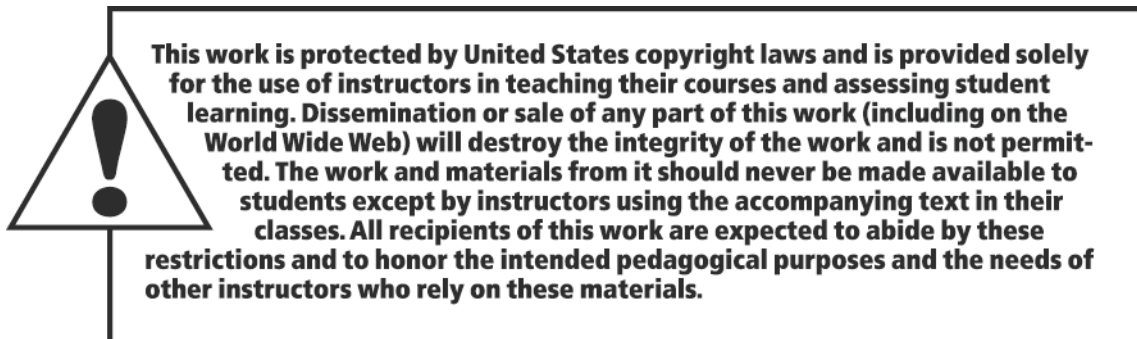 This work is protected by United States copyright laws and is provided solely
for the use of instructors in teaching their courses and assessing student
learning. Dissemination or sale of any part of this work (including on the
World Wide Web) will destroy the integrity of the work and is not permit-
ted. The work and materials from it should never be made available to
students except by instructors using the accompanying text in their
classes. All recipients of this work are expected to abide by these
restrictions and to honor the intended pedagogical purposes and the needs of
other instructors who rely on these materials.